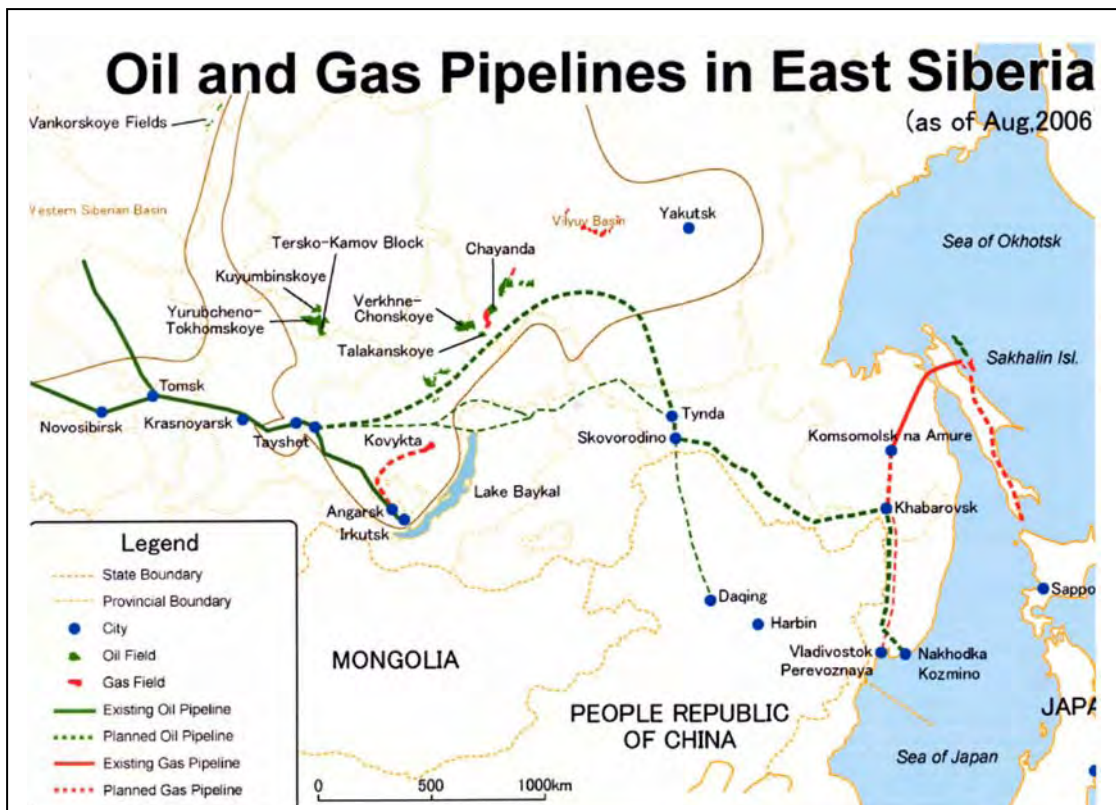 Oil and Gas Pipelines in East Siberia
(as of Aug,2006
Vankorskoye Fields
Western Siberian Basin
Vilyuy Basin
Yakutsk
Sea of Okhotsk
Tersko-Kamov Block
Chayanda
Kuyumbinskoye
Verkhne-
Chonskoye
Yurubcheno-
Tokhomskoye
Talakanskoye
Sakhalin Isl.
Tomsk
Novosibirsk
Krasnoyarsk
Tayshet
Kovykta
Tynda
Skovorodino
Komsomolsk na Amure
Lake Baykal
Angarsk
Irkutsk
Khabarovsk
Legend
State Boundary
Provincial Boundary
City
Oil Field
Gas Field
Existing Oil Pipeline
Planned Oil Pipeline
Existing Gas Pipeline
Planned Gas Pipeline
Daqing
Harbin
Sappo
MONGOLIA
Vladivostok
Perevoznaya
Nakhodka
Kozmino
PEOPLE REPUBLIC
OF CHINA
JAPA
Sea of Japan
0 500 1000km